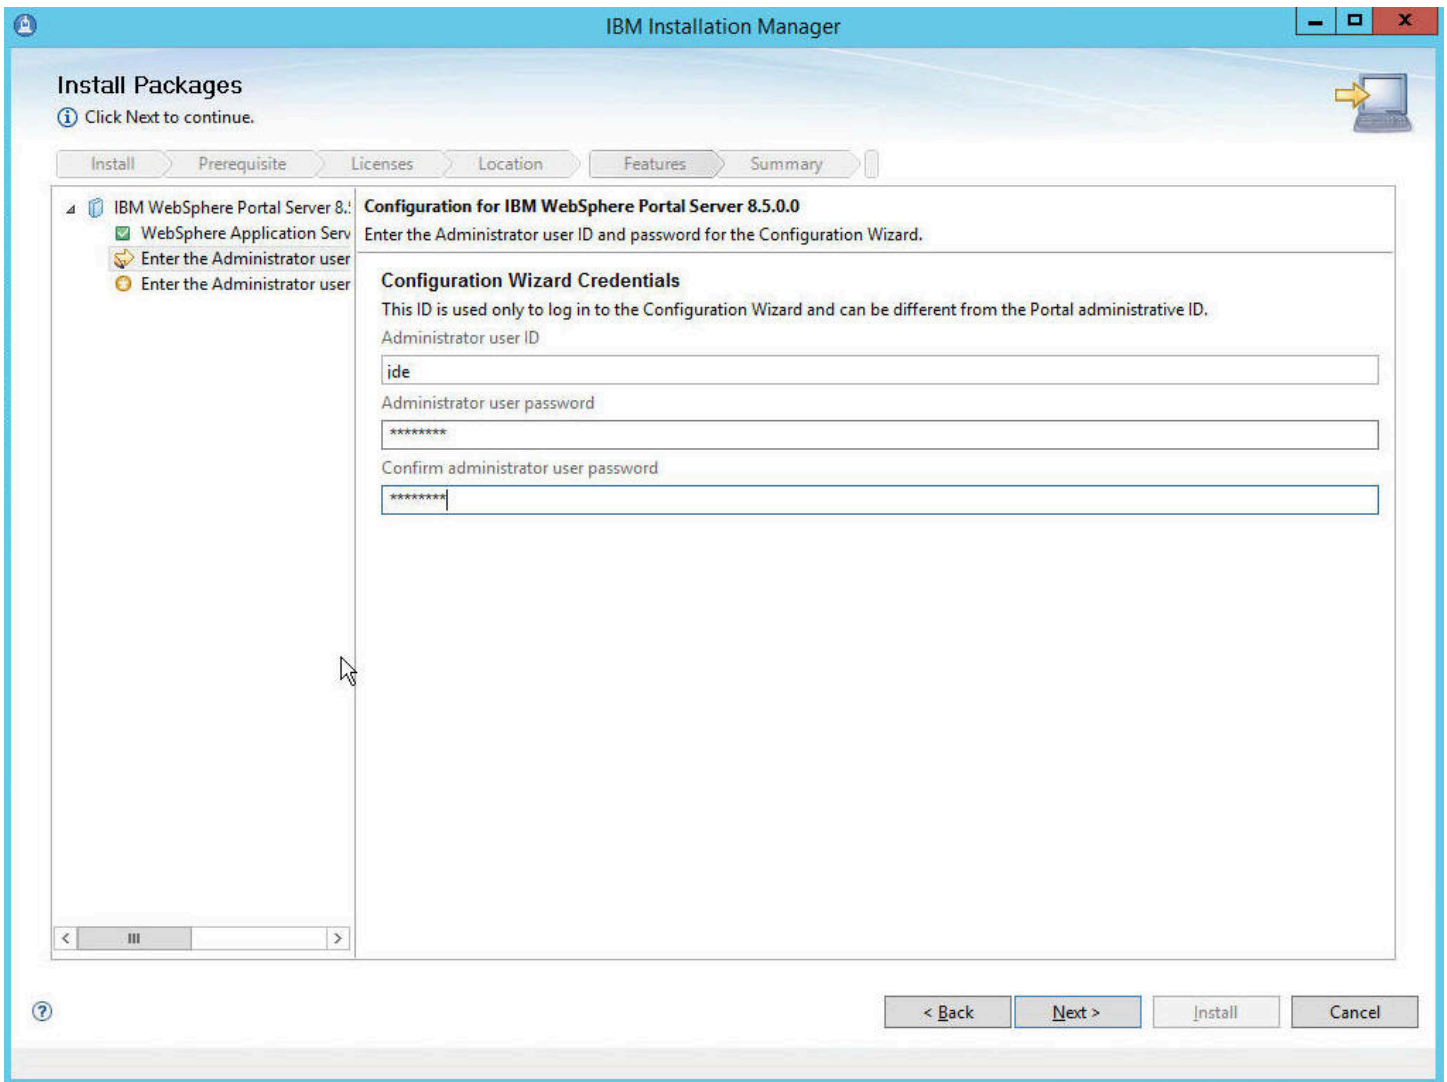 IBM Installation Manager
Install Packages
Click Next to continue.
Install
Prerequisite
Licenses
Location
Features
Summary
IBM WebSphere Portal Server 8.
WebSphere Application Serv
Enter the Administrator user
Enter the Administrator user
Configuration for IBM WebSphere Portal Server 8.5.0.0
Enter the Administrator user ID and password for the Configuration Wizard.
Configuration Wizard Credentials
This ID is used only to log in to the Configuration Wizard and can be different from the Portal administrative ID.
Administrator user ID
jde
Administrator user password
********
Confirm administrator user password
********
< Back
Next >
Install
Cancel